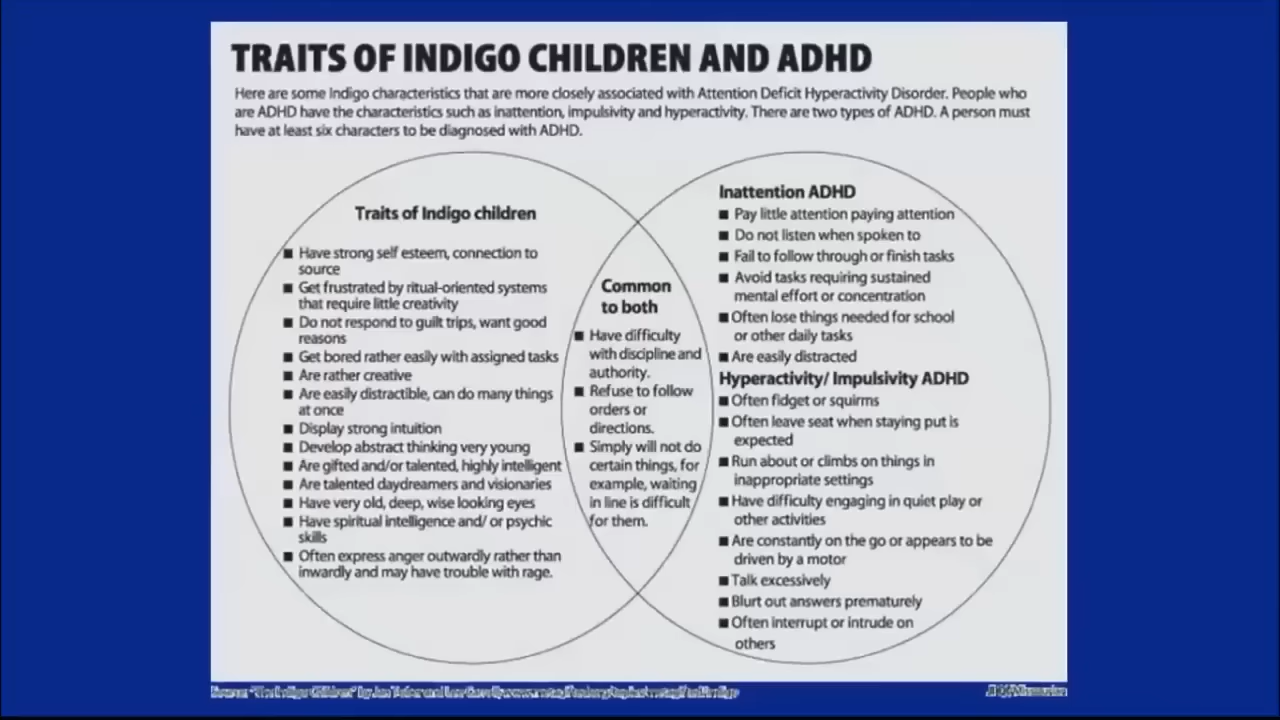 TRAITS OF INDIGO CHILDREN AND ADHD
Here are some Indigo characteristics that are more closely associated with Attention Deficit Hyperactivity Disorder. People who
are ADHD have the characteristics such as inattention, impulsivity and hyperactivity. There are two types of ADHD. A person must
have at least six characters to be diagnosed with ADHD.
Traits of Indigo children
■ Have strong self esteem, connection to
source
■ Get frustrated by ritual-oriented systems
that require little creativity
■ Do not respond to guilt trips, want good
reasons
■ Get bored rather easily with assigned tasks
■ Are rather creative
■ Are easily distractible, can do many things
at once
■ Display strong intuition
■ Develop abstract thinking very young
■ Are gifted and/or talented, highly intelligent
■ Are talented daydreamers and visionaries
■ Have very old, deep, wise looking eyes
■ Have spiritual intelligence and/ or psychic
skills
■ Often express anger outwardly rather than
inwardly and may have trouble with rage.
Common
to both
■ Have difficulty
with discipline and
authority.
■ Refuse to follow
orders or
directions.
■ Simply will not do
certain things, for
example, waiting
in line is difficult
for them.
Inattention ADHD
■ Pay little attention paying attention
■ Do not listen when spoken to
■ Fail to follow through or finish tasks
■ Avoid tasks requiring sustained
mental effort or concentration
■ Often lose things needed for school
or other daily tasks
■ Are easily distracted
Hyperactivity/ Impulsivity ADHD
■ Often fidget or squirms
■ Often leave seat when staying put is
expected
■ Run about or climbs on things in
inappropriate settings
■ Have difficulty engaging in quiet play or
other activities
■ Are constantly on the go or appears to be
driven by a motor
■ Talk excessively
■ Blurt out answers prematurely
■ Often interrupt or intrude on
others
Source: "The Indigo Children" by Jan and Lee